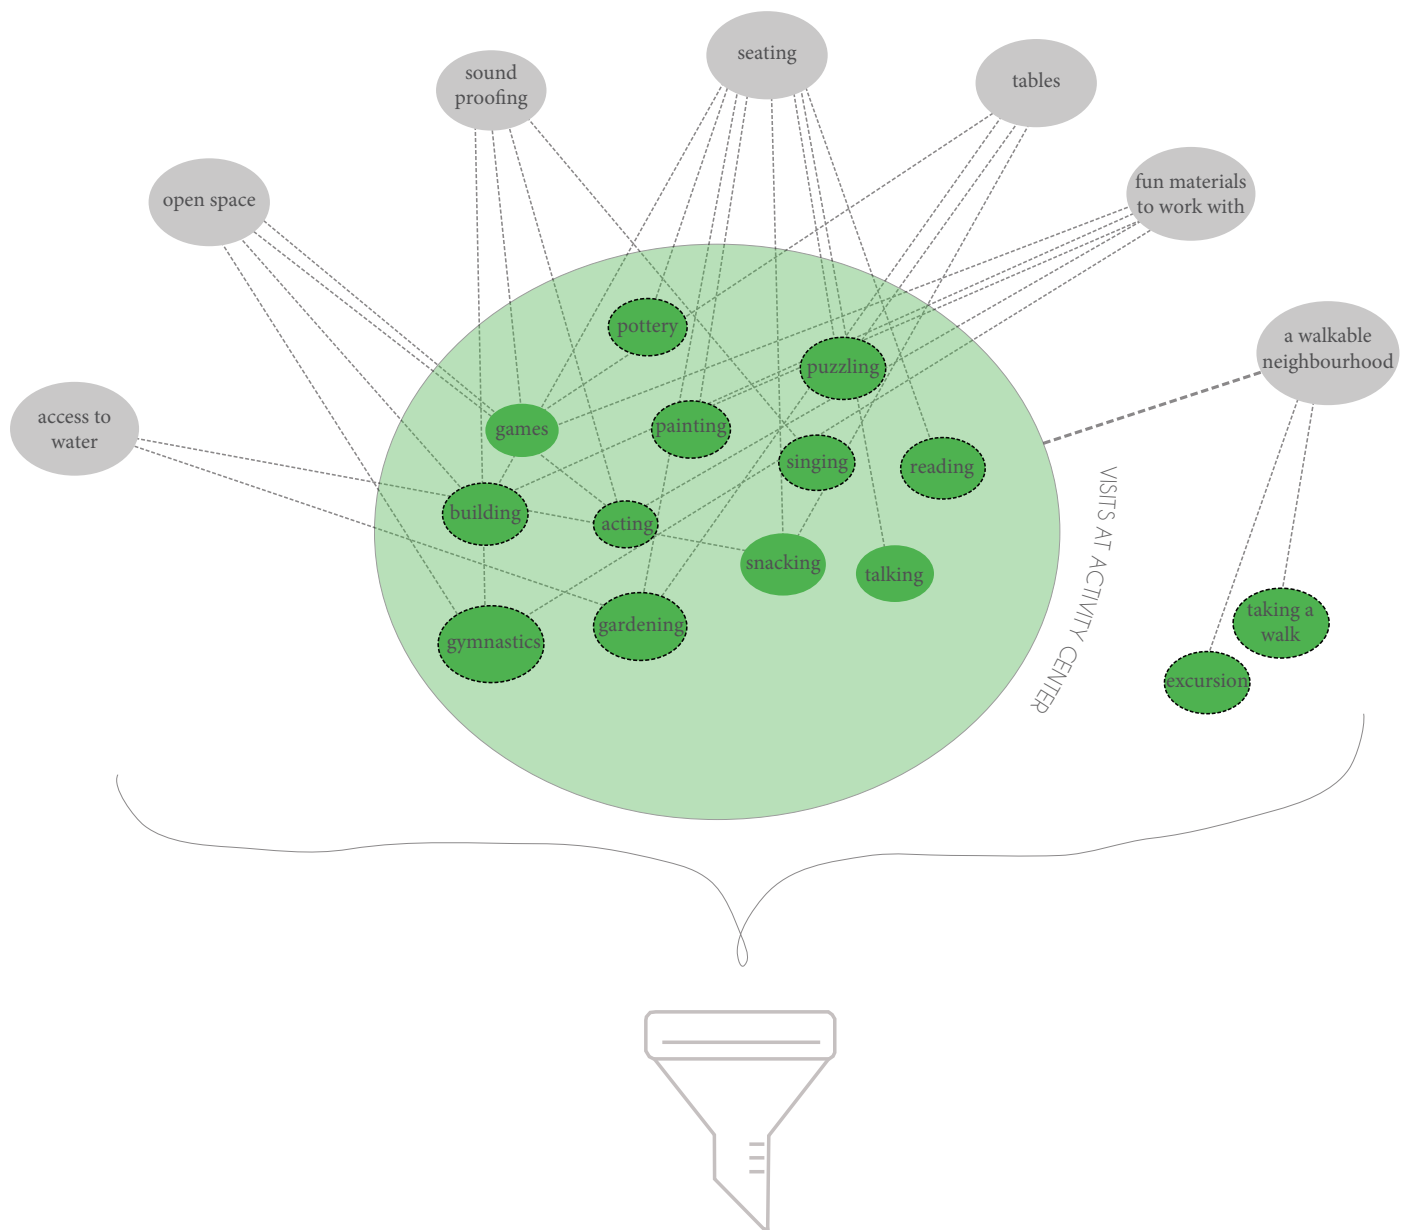 seating
sound
proofing
tables
open space
fun materials
to work with
pottery
a walkable
neighbourhood
puzzling
access to
water
games
painting
singing
reading
building
acting
snacking
talking
gymnastics
gardening
VISITS AT ACTIVITY CENTER
taking a
walk
excursion